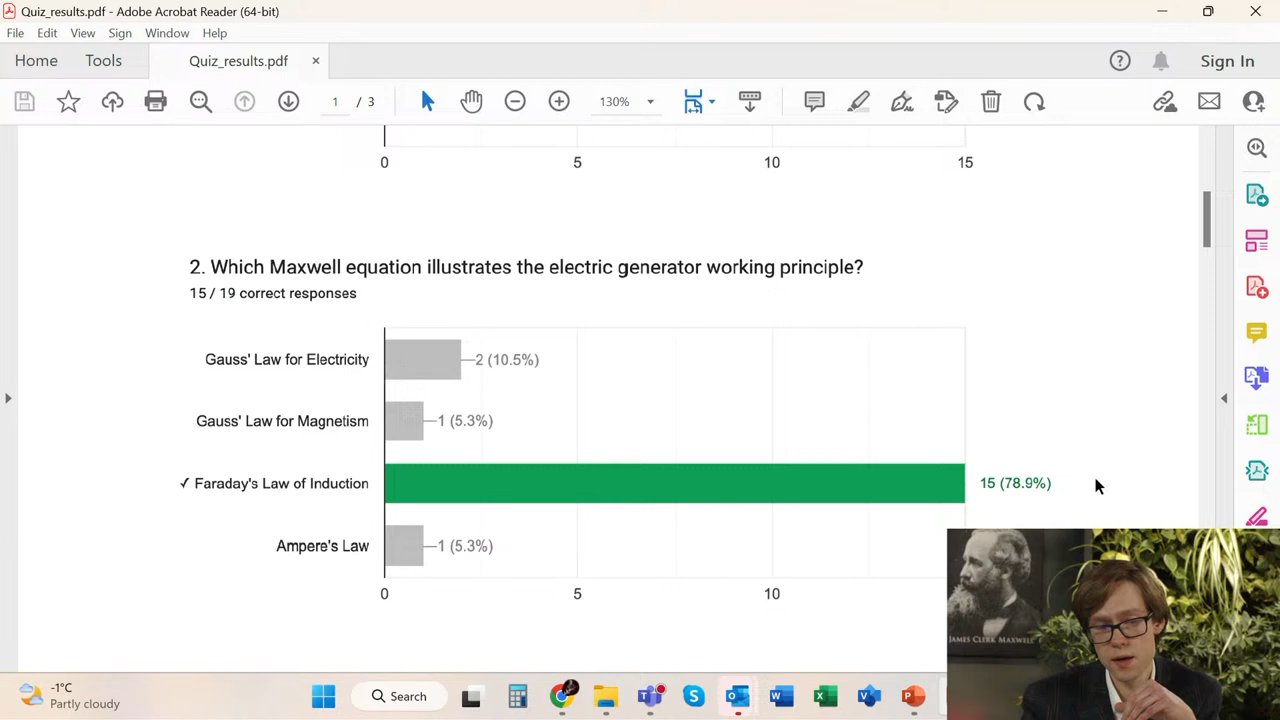 Quiz_results.pdf - Adobe Acrobat Reader (64-bit)
File Edit View Sign Window Help
Home Tools Quiz_results.pdf Sign In
1 / 3 130%
0 5 10 15
2. Which Maxwell equation illustrates the electric generator working principle?
15 / 19 correct responses
Gauss' Law for Electricity 2 (10.5%)
Gauss' Law for Magnetism 1 (5.3%)
✓ Faraday's Law of Induction 15 (78.9%)
Ampere's Law 1 (5.3%)
0 5 10
JAMES CLERK MAXWELL
-1°C
Partly cloudy
Search